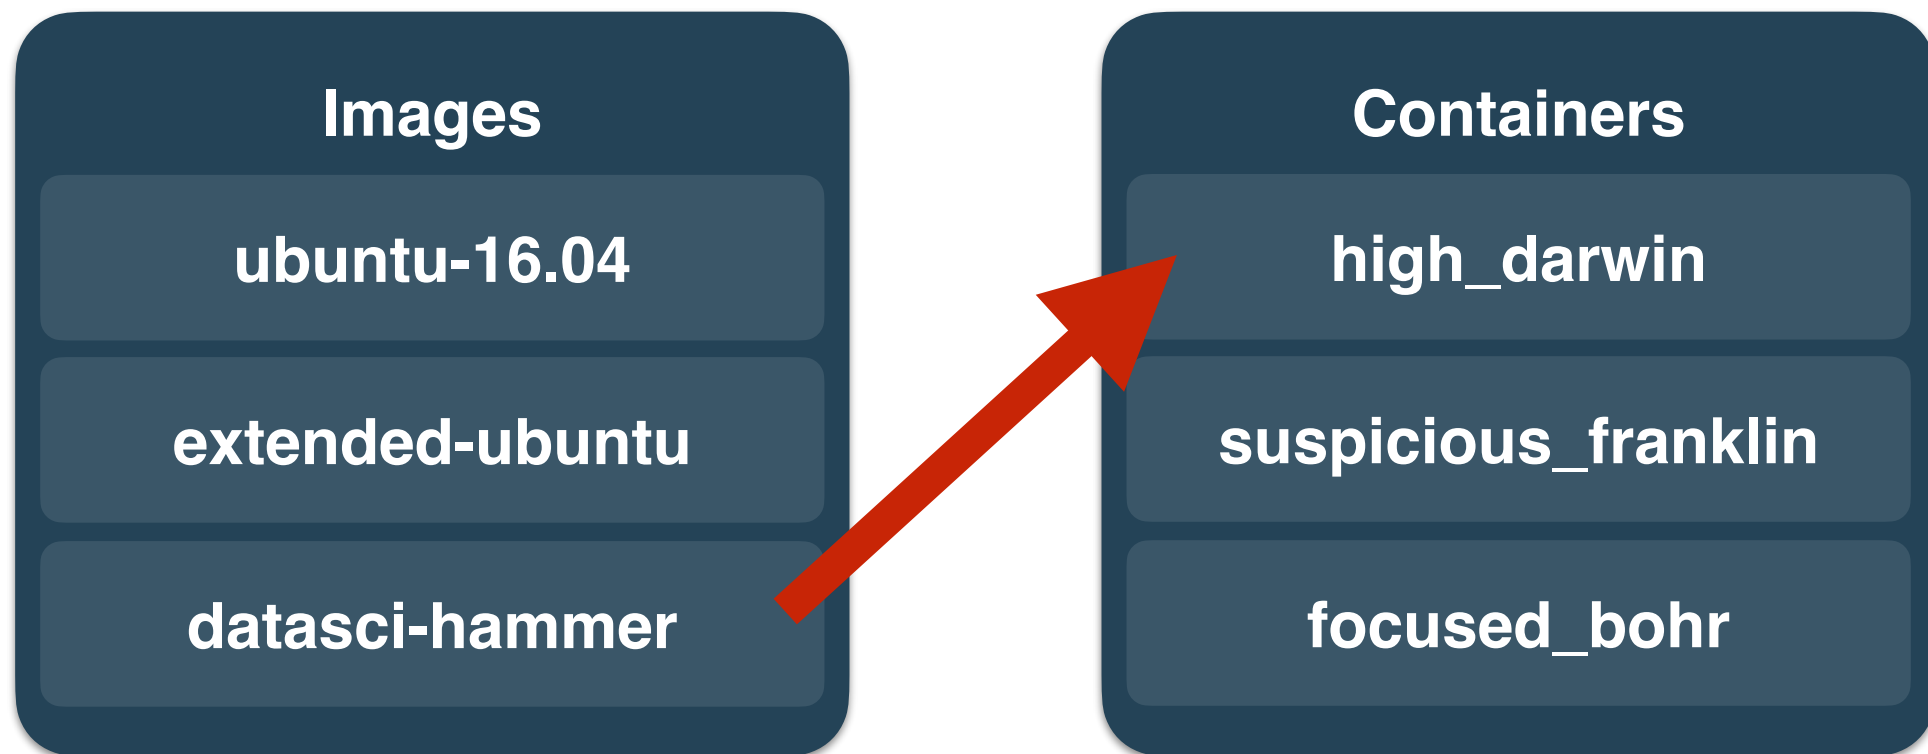 Images
ubuntu-16.04
extended-ubuntu
datasci-hammer
Containers
high_darwin
suspicious_franklin
focused_bohr